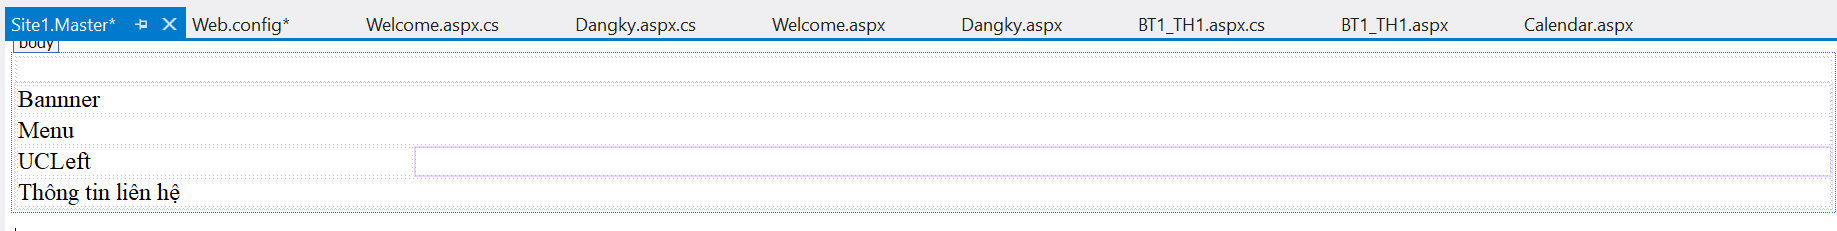 Site1.Master* Web.config* Welcome.aspx.cs Dangky.aspx.cs Welcome.aspx Dangky.aspx BT1_TH1.aspx.cs BT1_TH1.aspx Calendar.aspx
body
Bannner
Menu
UCLeft
Thông tin liên hệ